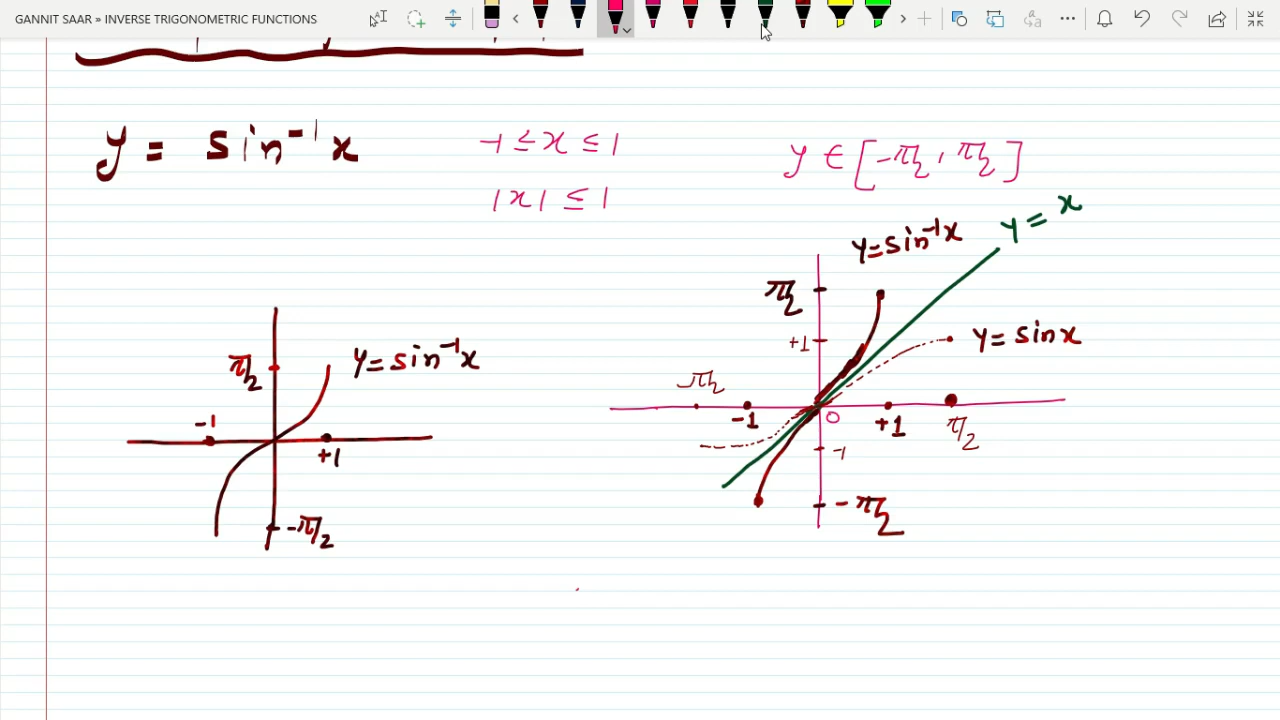 GANNIT SAAR » INVERSE TRIGONOMETRIC FUNCTIONS
y = sin⁻¹x
-1 ≤ x ≤ 1
|x| ≤ 1
y ∈ [-π/2, π/2]
y = x
y = sin⁻¹x
π/2
+1
y = sin x
-π/2
-1
0
+1
π/2
-1
-π/2
y = sin⁻¹x
π/2
-1
+1
-π/2